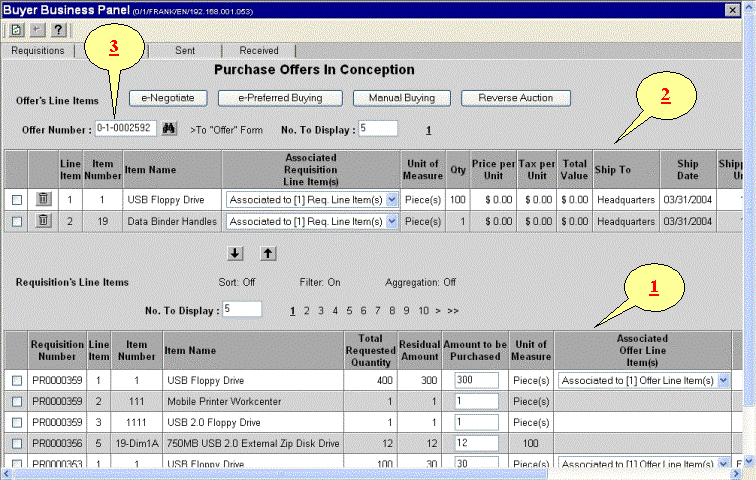 Buyer Business Panel (0/1/FRANK/EN/192.168.001.053)
Requisitions Sent Received
3
Purchase Offers In Conception
Offer's Line Items e-Negotiate e-Preferred Buying Manual Buying Reverse Auction
2
Offer Number : 0-1-0002592 >To "Offer" Form No. To Display : 5 1
Line Item Item Number Item Name Associated Requisition Line Item(s) Unit of Measure Qty Price per Unit Tax per Unit Total Value Ship To Ship Date
1 1 USB Floppy Drive Associated to [1] Req. Line Item(s) Piece(s) 100 $ 0.00 $ 0.00 $ 0.00 Headquarters 03/31/2004
2 19 Data Binder Handles Associated to [1] Req. Line Item(s) Piece(s) 1 $ 0.00 $ 0.00 $ 0.00 Headquarters 03/31/2004
Requisition's Line Items Sort: Off Filter: On Aggregation: Off
1
No. To Display : 5 1 2 3 4 5 6 7 8 9 10 > >>
Requisition Number Line Item Item Number Item Name Total Requested Quantity Residual Amount Amount to be Purchased Unit of Measure Associated Offer Line Item(s)
PR0000359 1 1 USB Floppy Drive 400 300 300 Piece(s) Associated to [1] Offer Line Item(s)
PR0000359 2 111 Mobile Printer Workcenter 1 1 1 Piece(s)
PR0000359 3 1111 USB 2.0 Floppy Drive 1 1 1 Piece(s)
PR0000356 5 19-Dim1A 750MB USB 2.0 External Zip Disk Drive 12 12 12 100
PR0000353 1 1 USB Floppy Drive 100 30 30 Piece(s) Associated to [1] Offer Line Item(s)